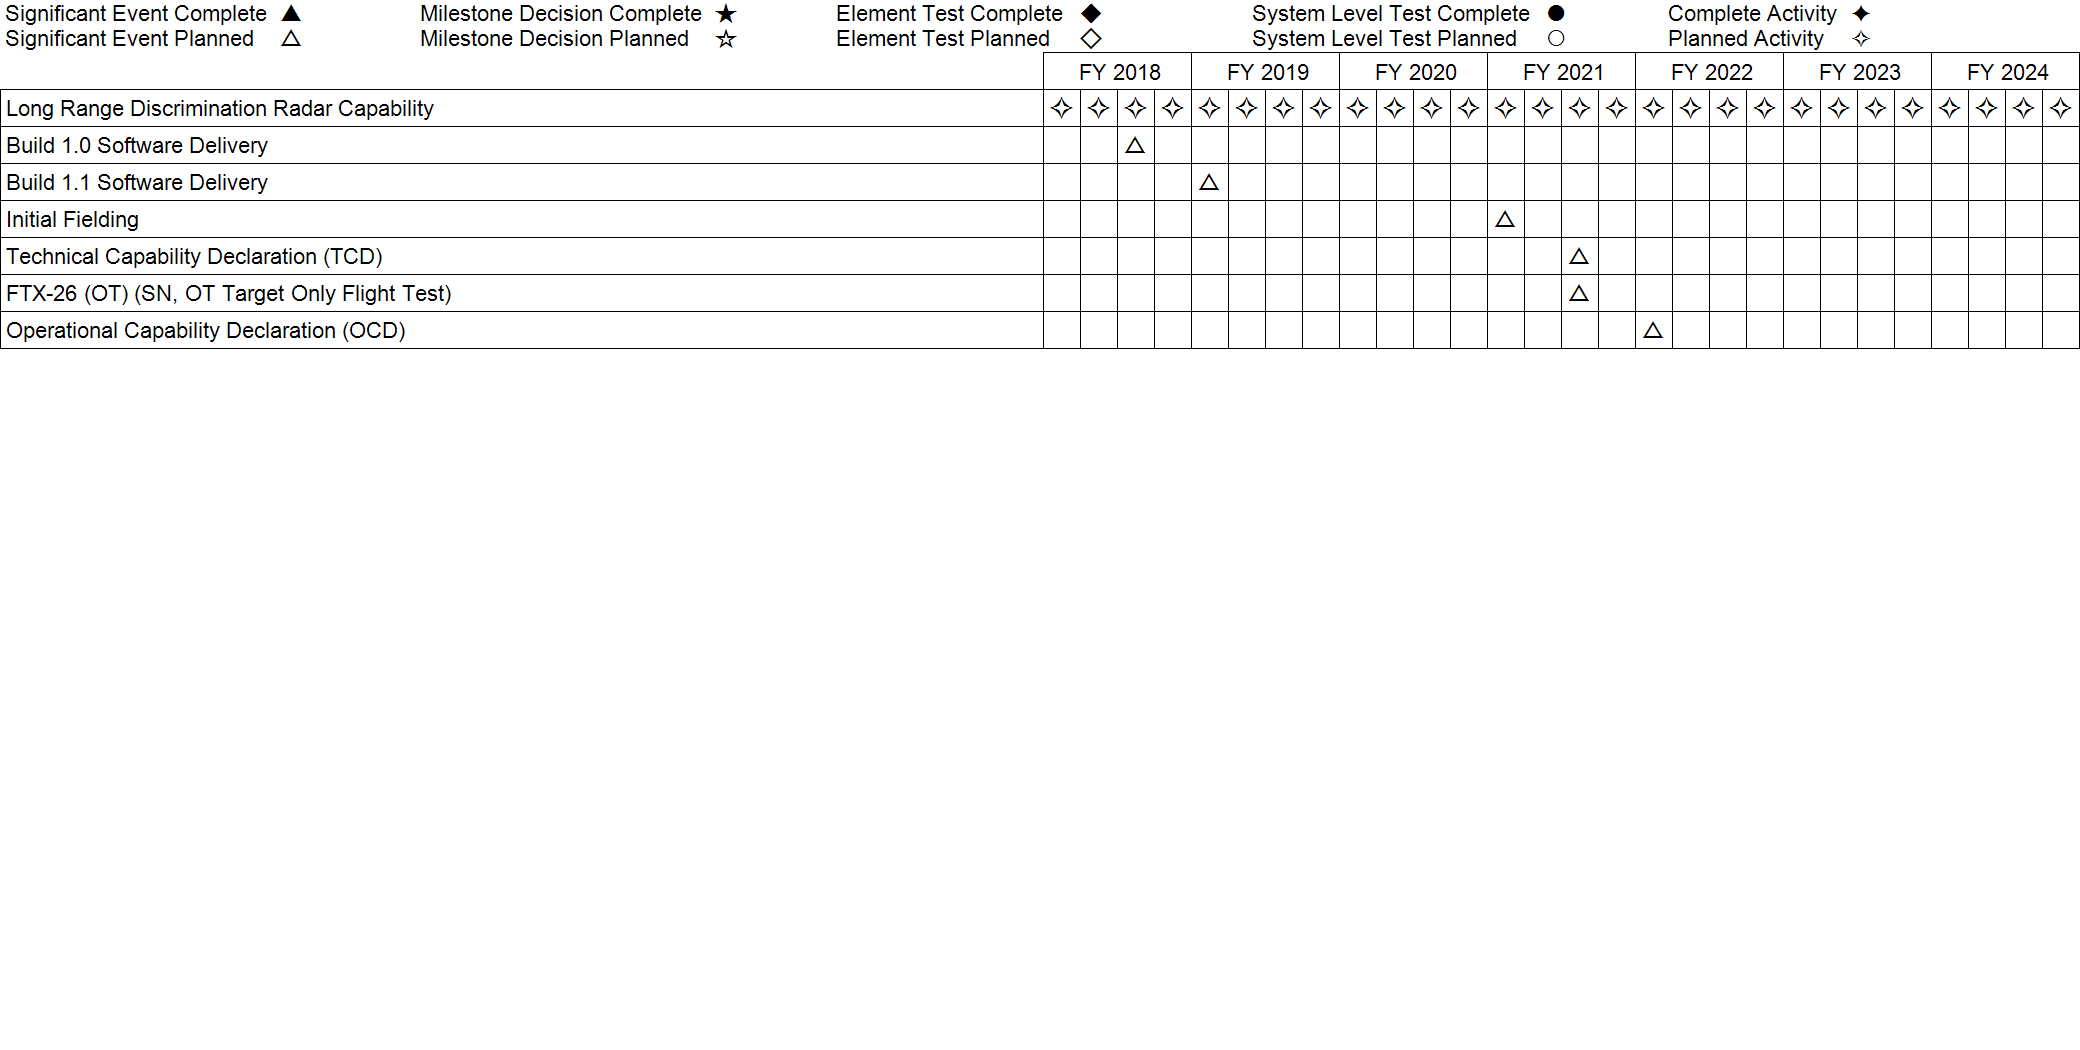 Significant Event Complete ▲ Milestone Decision Complete ★ Element Test Complete ◆ System Level Test Complete ● Complete Activity ✦
Significant Event Planned △ Milestone Decision Planned ☆ Element Test Planned ◇ System Level Test Planned ○ Planned Activity ✧
FY 2018 FY 2019 FY 2020 FY 2021 FY 2022 FY 2023 FY 2024
Long Range Discrimination Radar Capability ✧ ✧ ✧ ✧ ✧ ✧ ✧ ✧ ✧ ✧ ✧ ✧ ✧ ✧ ✧ ✧ ✧ ✧ ✧ ✧ ✧ ✧ ✧ ✧ ✧ ✧ ✧ ✧
Build 1.0 Software Delivery △
Build 1.1 Software Delivery △
Initial Fielding △
Technical Capability Declaration (TCD) △
FTX-26 (OT) (SN, OT Target Only Flight Test) △
Operational Capability Declaration (OCD) △